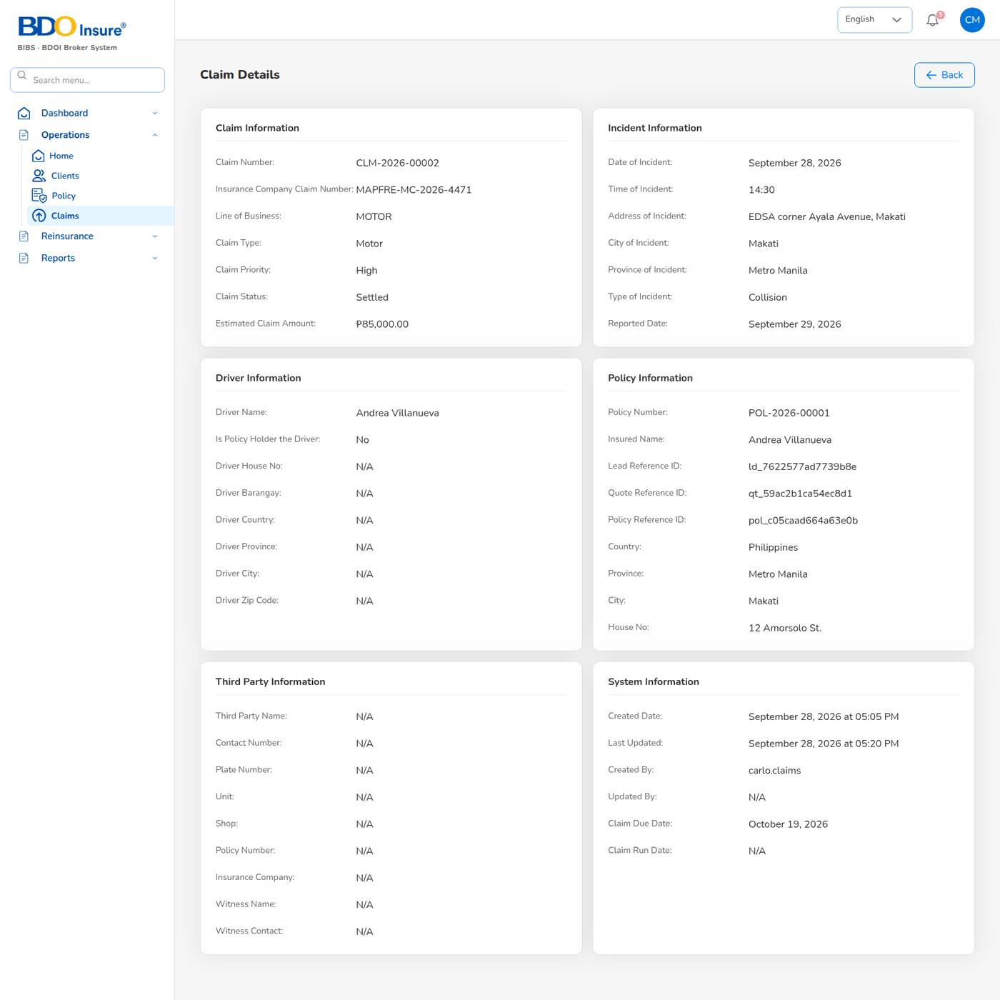 BDO Insure®
BIBS · BDOI Broker System
Search menu...
Dashboard
Operations
Home
Clients
Policy
Claims
Reinsurance
Reports
English
5
CM
Claim Details
Back
Claim Information
Claim Number: CLM-2026-00002
Insurance Company Claim Number: MAPFRE-MC-2026-4471
Line of Business: MOTOR
Claim Type: Motor
Claim Priority: High
Claim Status: Settled
Estimated Claim Amount: ₱85,000.00
Incident Information
Date of Incident: September 28, 2026
Time of Incident: 14:30
Address of Incident: EDSA corner Ayala Avenue, Makati
City of Incident: Makati
Province of Incident: Metro Manila
Type of Incident: Collision
Reported Date: September 29, 2026
Driver Information
Driver Name: Andrea Villanueva
Is Policy Holder the Driver: No
Driver House No: N/A
Driver Barangay: N/A
Driver Country: N/A
Driver Province: N/A
Driver City: N/A
Driver Zip Code: N/A
Policy Information
Policy Number: POL-2026-00001
Insured Name: Andrea Villanueva
Lead Reference ID: ld_7622577ad7739b8e
Quote Reference ID: qt_59ac2b1ca54ec8d1
Policy Reference ID: pol_c05caad664a63e0b
Country: Philippines
Province: Metro Manila
City: Makati
House No: 12 Amorsolo St.
Third Party Information
Third Party Name: N/A
Contact Number: N/A
Plate Number: N/A
Unit: N/A
Shop: N/A
Policy Number: N/A
Insurance Company: N/A
Witness Name: N/A
Witness Contact: N/A
System Information
Created Date: September 28, 2026 at 05:05 PM
Last Updated: September 28, 2026 at 05:20 PM
Created By: carlo.claims
Updated By: N/A
Claim Due Date: October 19, 2026
Claim Run Date: N/A